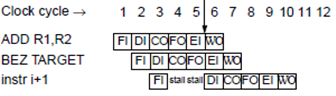 Clock cycle → 1 2 3 4 5 6 7 8 9 10 11 12
ADD R1,R2 FI DI CO FO EI WO
BEZ TARGET FI DI CO FO EI WO
instr i+1 FI stall stall DI CO FO EI WO